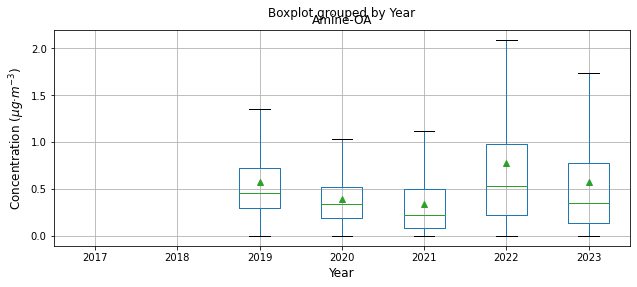 Boxplot grouped by Year
Amine-OA
Concentration (μg·m⁻³)
2.0
1.5
1.0
0.5
0.0
2017 2018 2019 2020 2021 2022 2023
Year